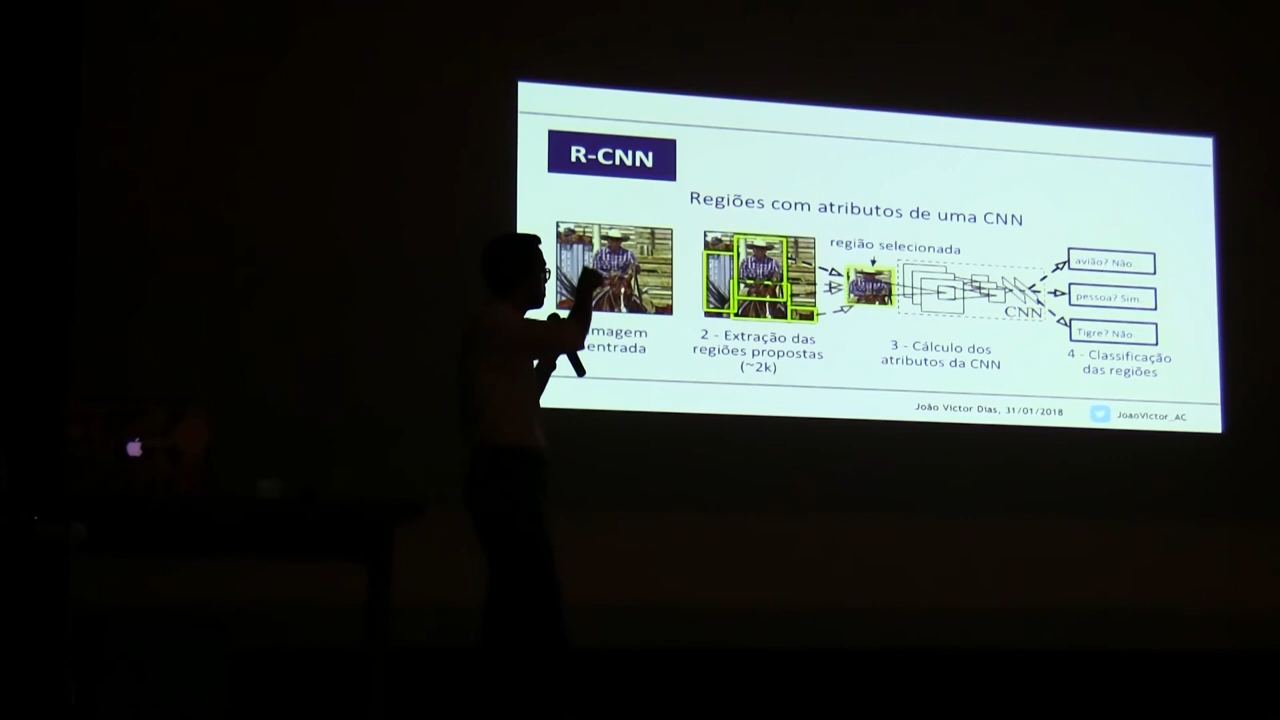 R-CNN
Regiões com atributos de uma CNN
região selecionada
avião? Não.
pessoa? Sim.
Tigre? Não.
CNN
magem
entrada
2 - Extração das
regiões propostas
(~2k)
3 - Cálculo dos
atributos da CNN
4 - Classificação
das regiões
João Victor Dias, 31/01/2018
JoaoVictor_AC